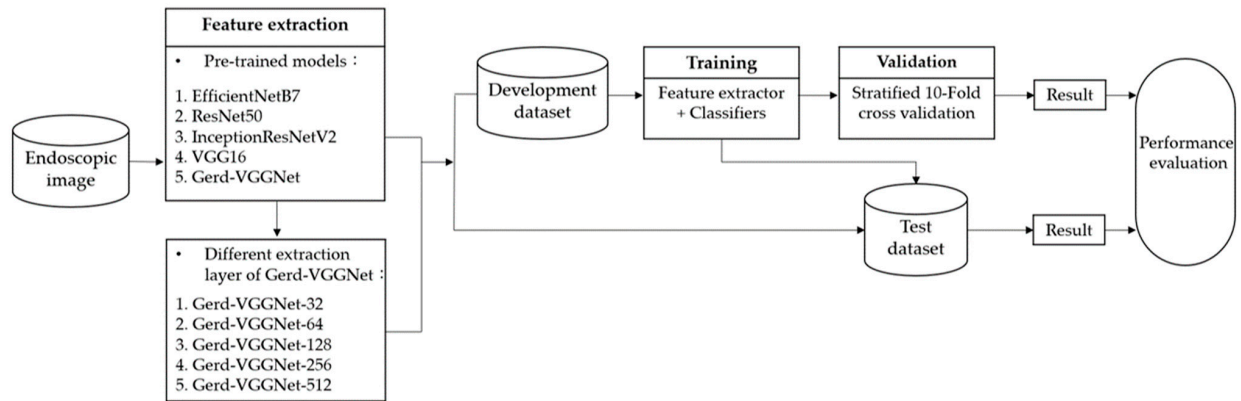 Endoscopic
image
Feature extraction
• Pre-trained models：
1. EfficientNetB7
2. ResNet50
3. InceptionResNetV2
4. VGG16
5. Gerd-VGGNet
• Different extraction
layer of Gerd-VGGNet：
1. Gerd-VGGNet-32
2. Gerd-VGGNet-64
3. Gerd-VGGNet-128
4. Gerd-VGGNet-256
5. Gerd-VGGNet-512
Development
dataset
Training
Feature extractor
+ Classifiers
Validation
Stratified 10-Fold
cross validation
Result
Test
dataset
Result
Performance
evaluation